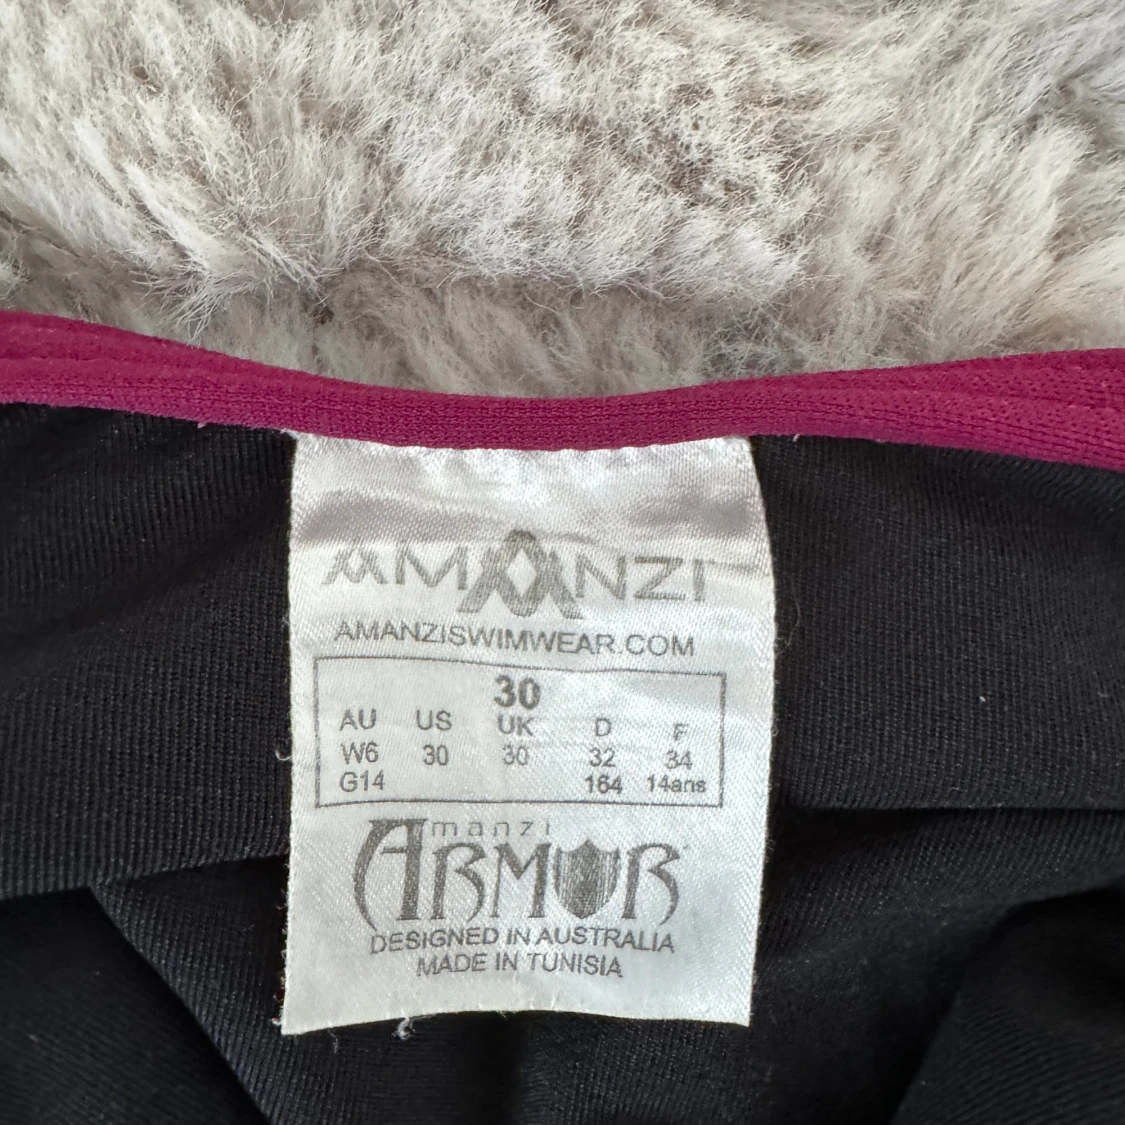 AMANZI
AMANZISWIMWEAR.COM
30
AU US UK D F
W6 30 30 32 34
G14 164 14ans
amanzi
ARMOR
DESIGNED IN AUSTRALIA
MADE IN TUNISIA